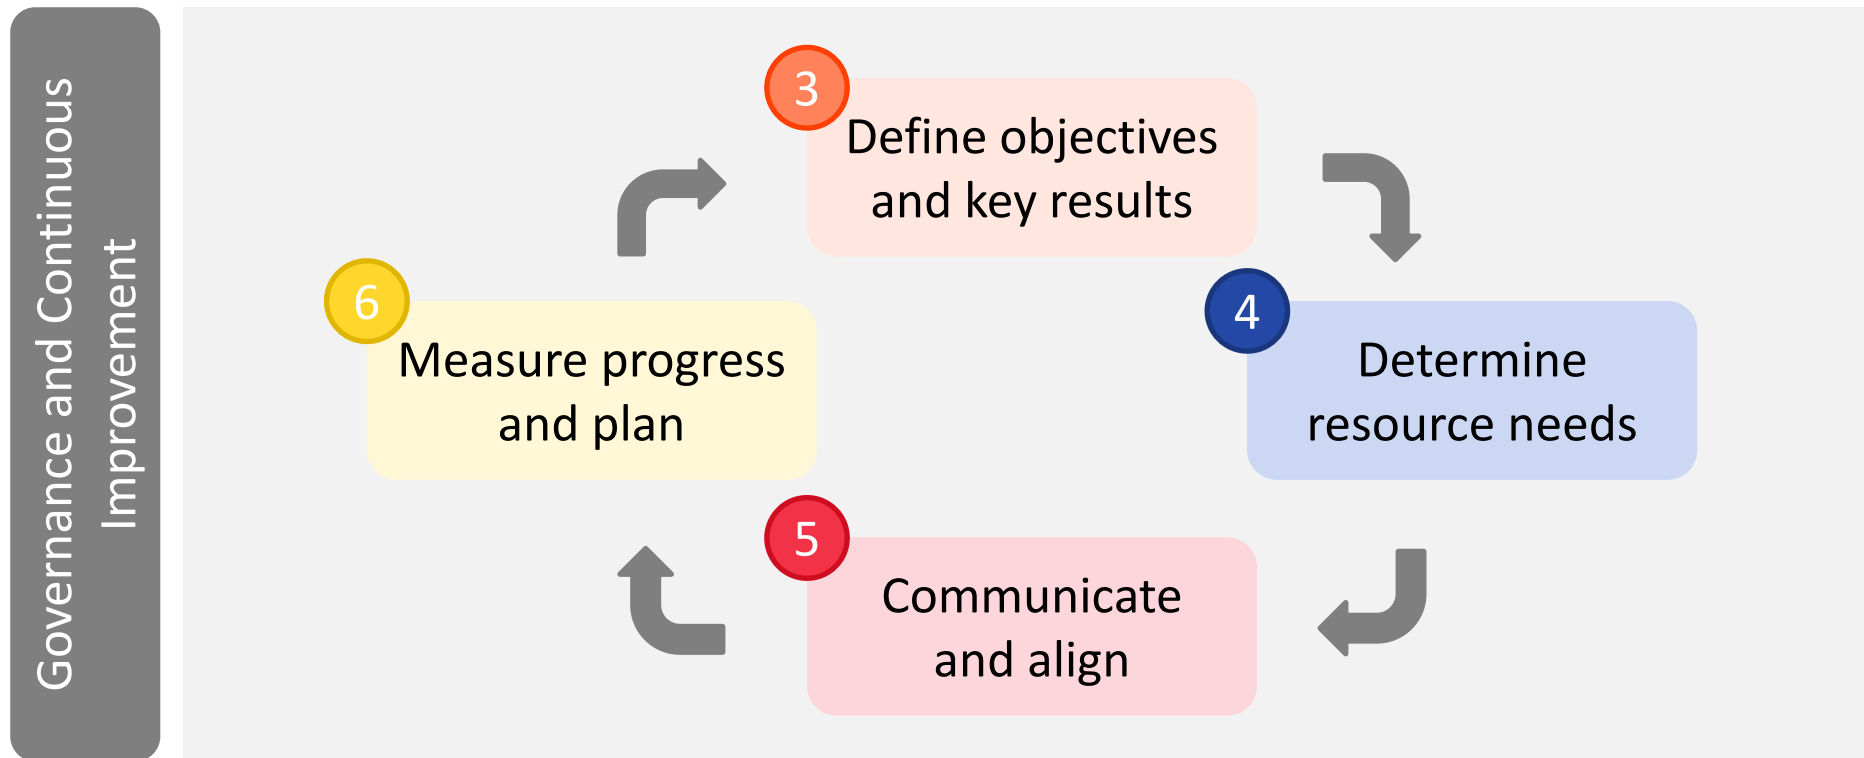 Governance and Continuous
Improvement
3
Define objectives
and key results
4
Determine
resource needs
5
Communicate
and align
6
Measure progress
and plan